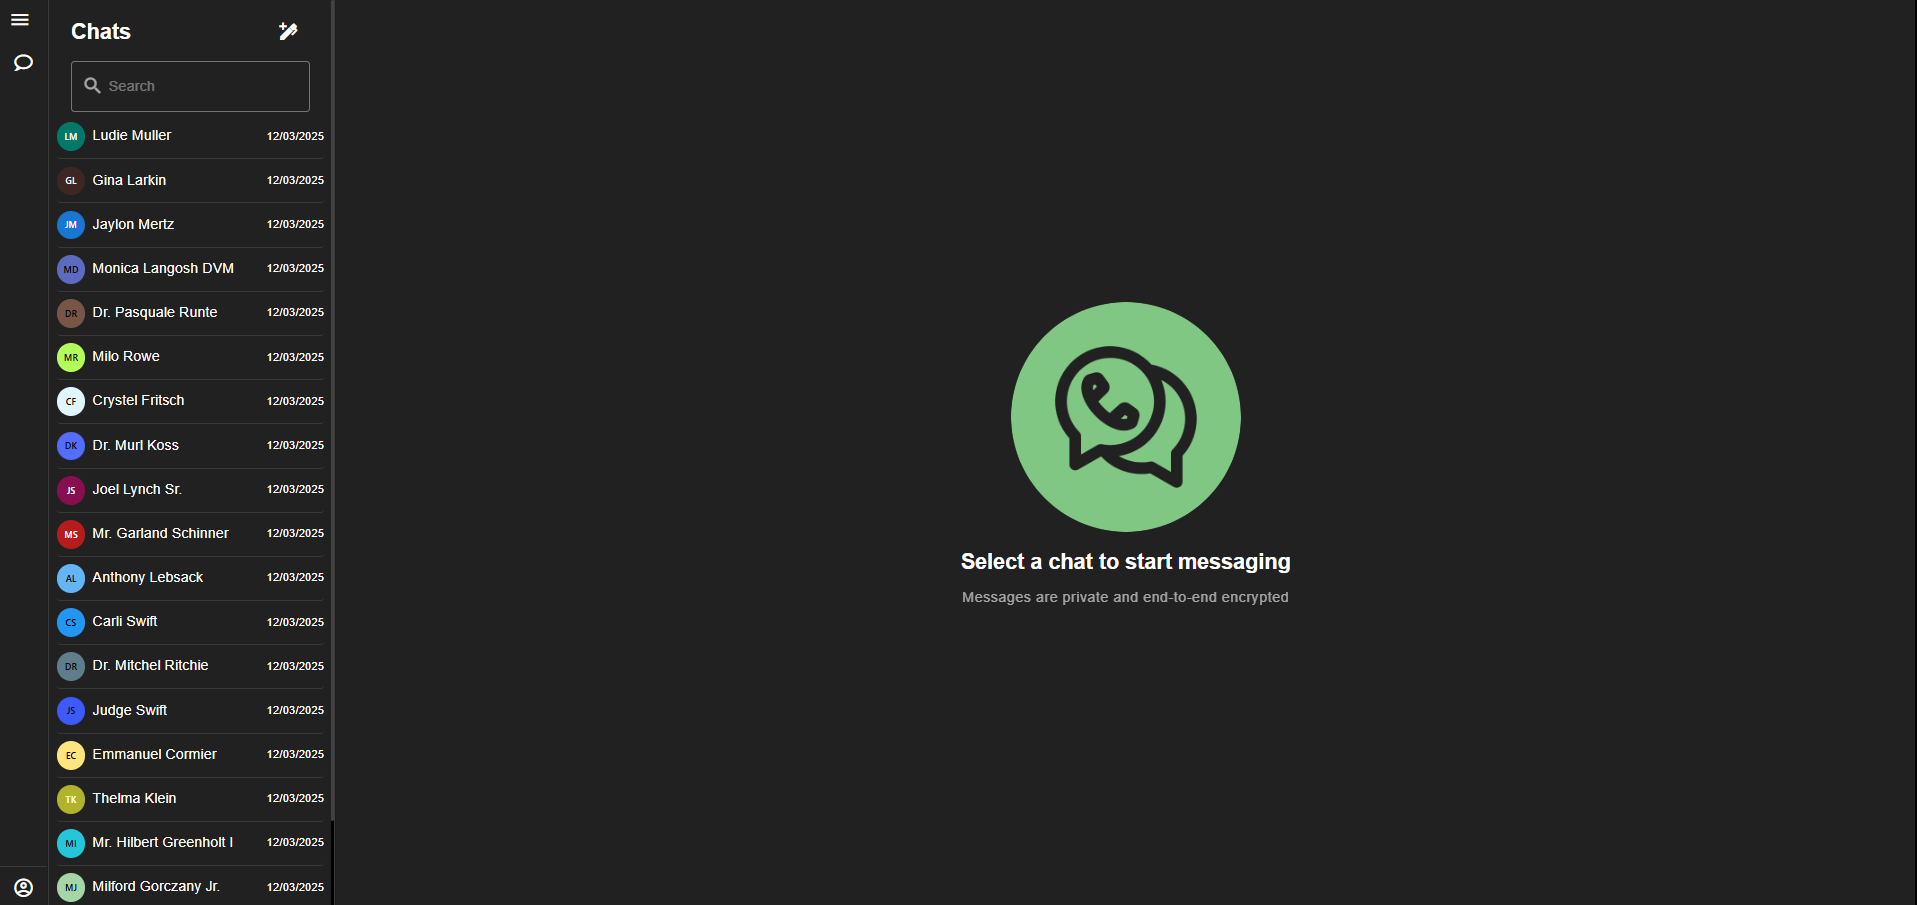 Chats
Search
LM Ludie Muller 12/03/2025
GL Gina Larkin 12/03/2025
JM Jaylon Mertz 12/03/2025
MD Monica Langosh DVM 12/03/2025
DR Dr. Pasquale Runte 12/03/2025
MR Milo Rowe 12/03/2025
CF Crystel Fritsch 12/03/2025
DK Dr. Murl Koss 12/03/2025
JS Joel Lynch Sr. 12/03/2025
MS Mr. Garland Schinner 12/03/2025
AL Anthony Lebsack 12/03/2025
CS Carli Swift 12/03/2025
DR Dr. Mitchel Ritchie 12/03/2025
JS Judge Swift 12/03/2025
EC Emmanuel Cormier 12/03/2025
TK Thelma Klein 12/03/2025
MI Mr. Hilbert Greenholt I 12/03/2025
MJ Milford Gorczany Jr. 12/03/2025
Select a chat to start messaging
Messages are private and end-to-end encrypted